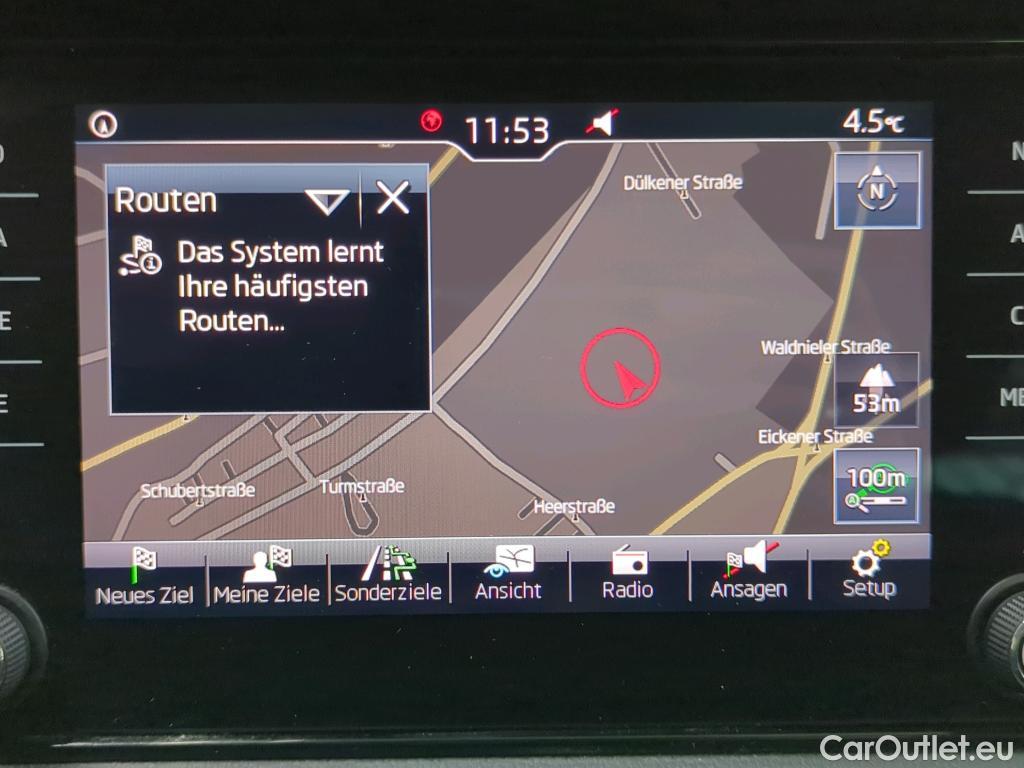 11:53
4.5°C
Routen
Das System lernt
Ihre häufigsten
Routen...
Dülkener Straße
N
Waldnieler Straße
53m
Eickener Straße
100m
A
Schubertstraße
Turmstraße
Heerstraße
Neues Ziel
Meine Ziele
Sonderziele
Ansicht
Radio
Ansagen
Setup
CarOutlet.eu